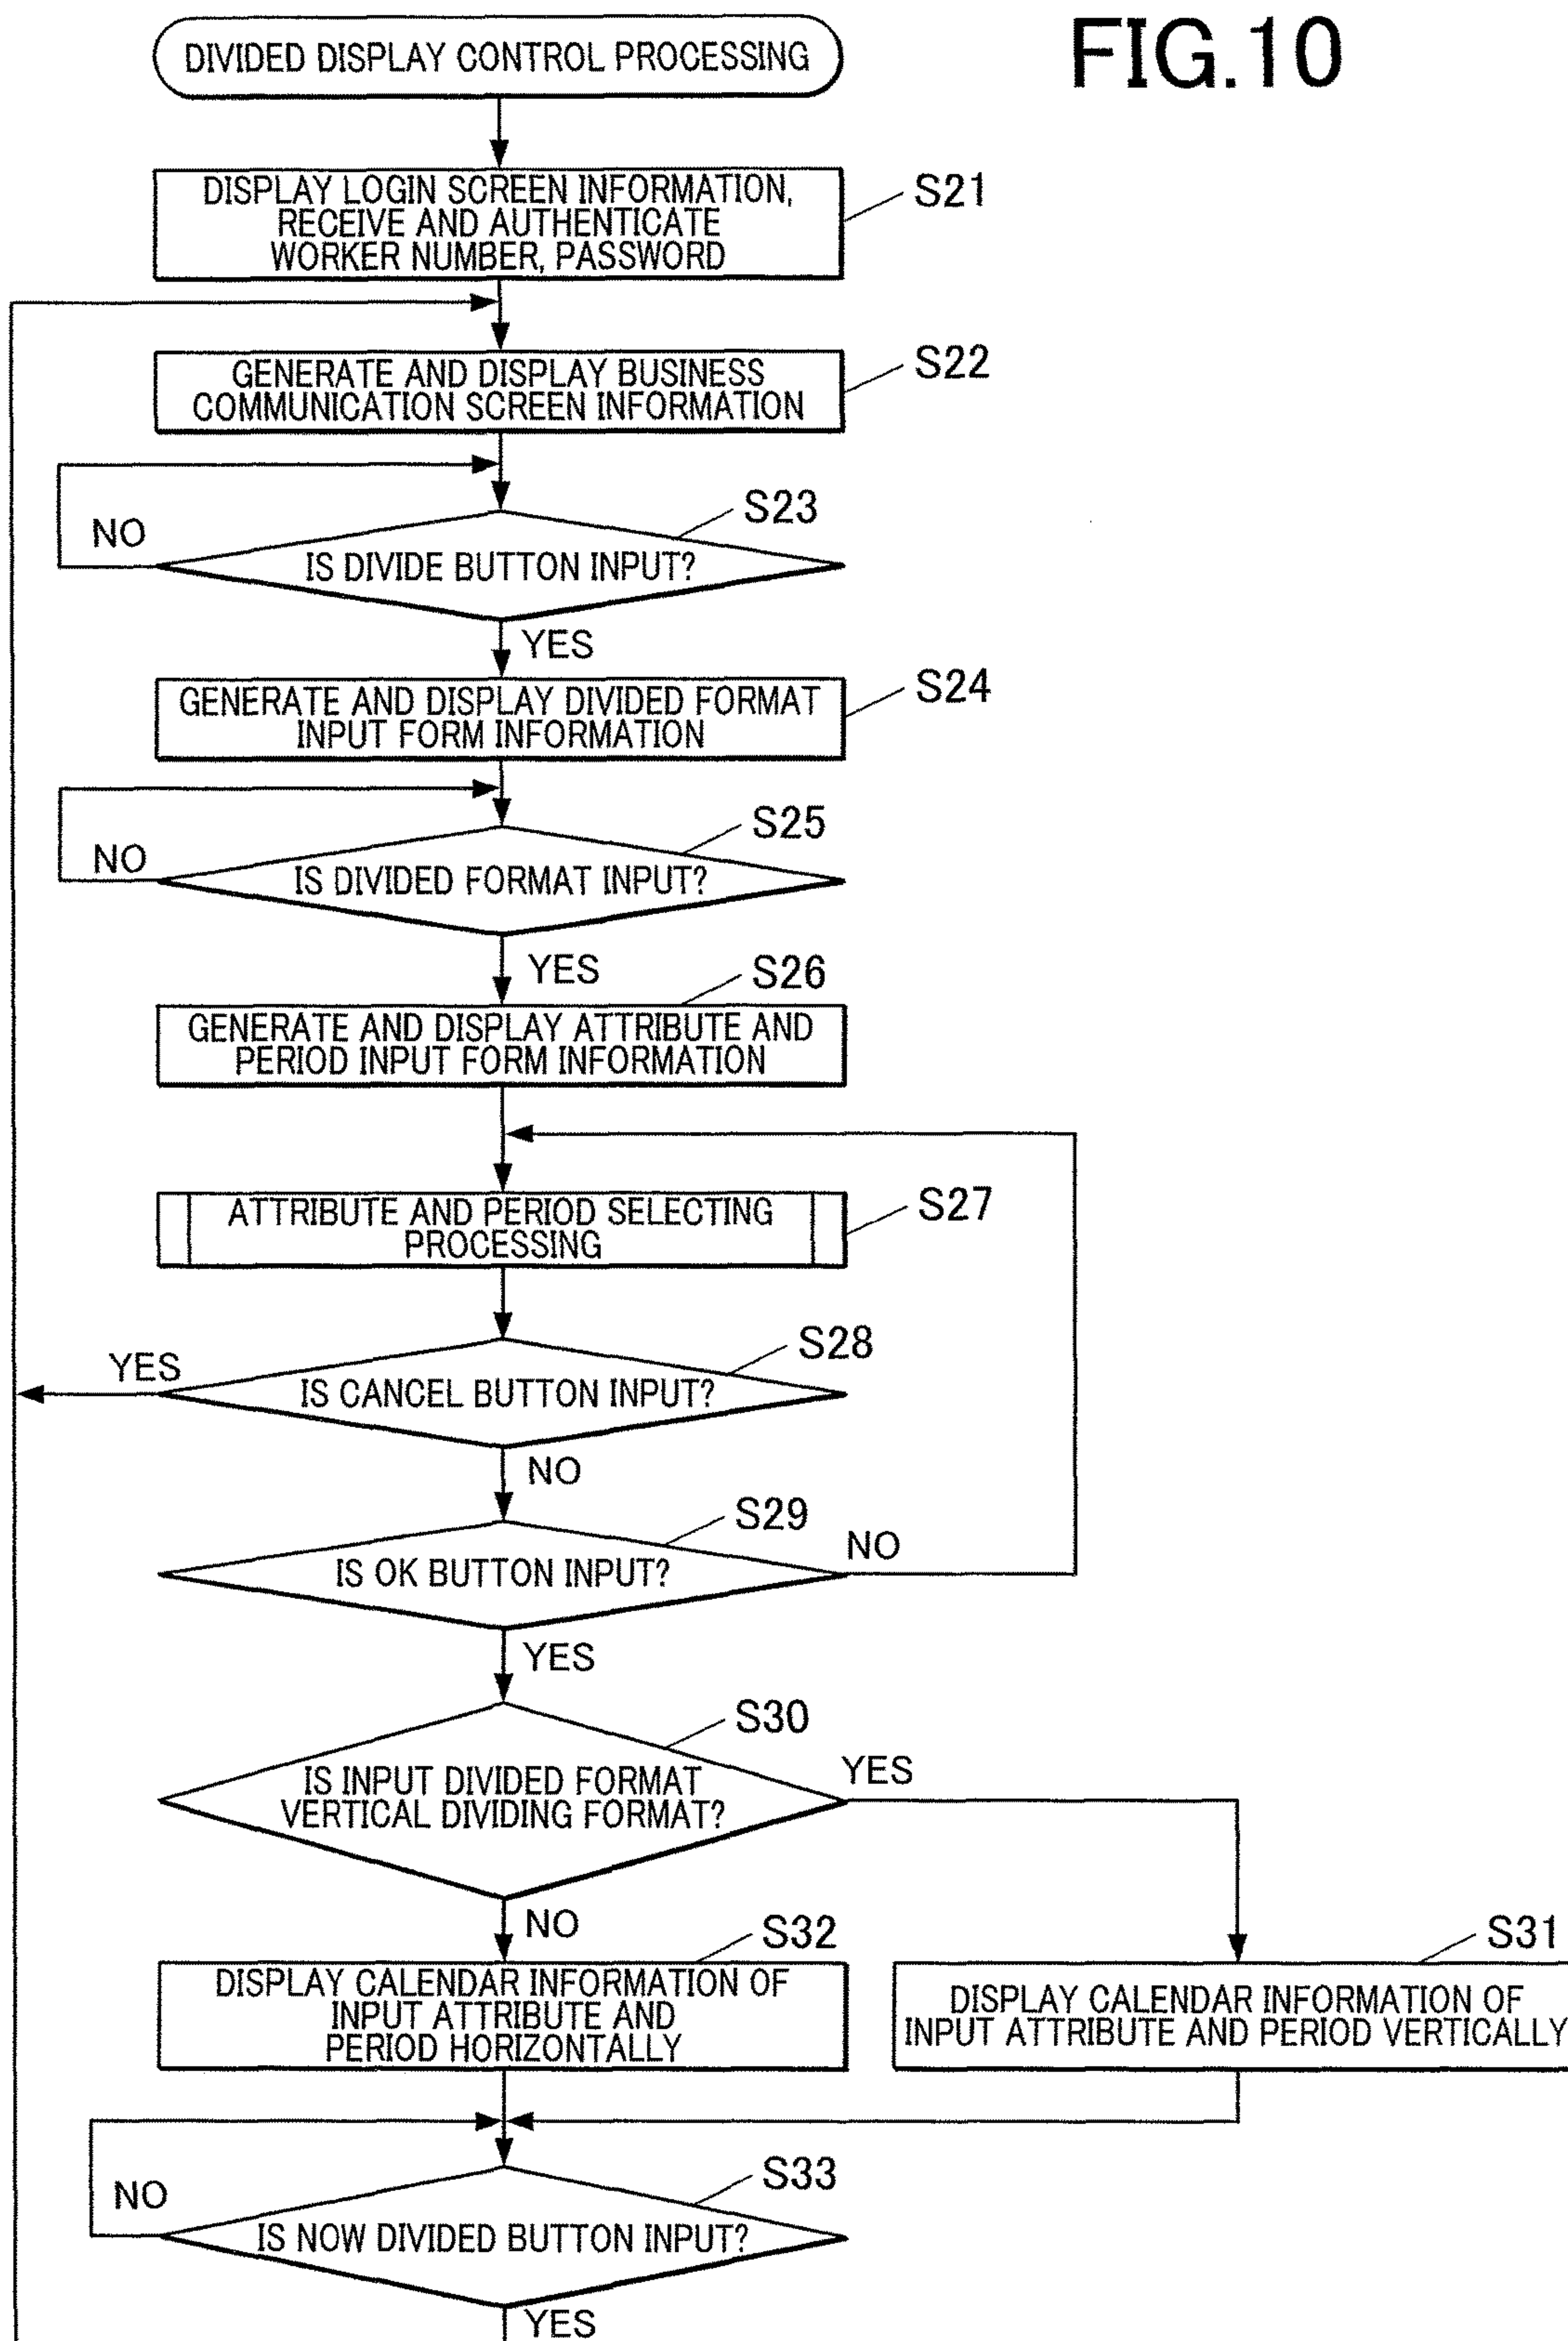 FIG.10
DIVIDED DISPLAY CONTROL PROCESSING
DISPLAY LOGIN SCREEN INFORMATION,
RECEIVE AND AUTHENTICATE
WORKER NUMBER, PASSWORD
S21
GENERATE AND DISPLAY BUSINESS
COMMUNICATION SCREEN INFORMATION
S22
S23
NO
IS DIVIDE BUTTON INPUT?
YES
GENERATE AND DISPLAY DIVIDED FORMAT
INPUT FORM INFORMATION
S24
S25
NO
IS DIVIDED FORMAT INPUT?
YES
S26
GENERATE AND DISPLAY ATTRIBUTE AND
PERIOD INPUT FORM INFORMATION
ATTRIBUTE AND PERIOD SELECTING
PROCESSING
S27
S28
YES
IS CANCEL BUTTON INPUT?
NO
S29
NO
IS OK BUTTON INPUT?
YES
S30
YES
IS INPUT DIVIDED FORMAT
VERTICAL DIVIDING FORMAT?
NO
S32
DISPLAY CALENDAR INFORMATION OF
INPUT ATTRIBUTE AND
PERIOD HORIZONTALLY
S31
DISPLAY CALENDAR INFORMATION OF
INPUT ATTRIBUTE AND PERIOD VERTICALLY
S33
NO
IS NOW DIVIDED BUTTON INPUT?
YES